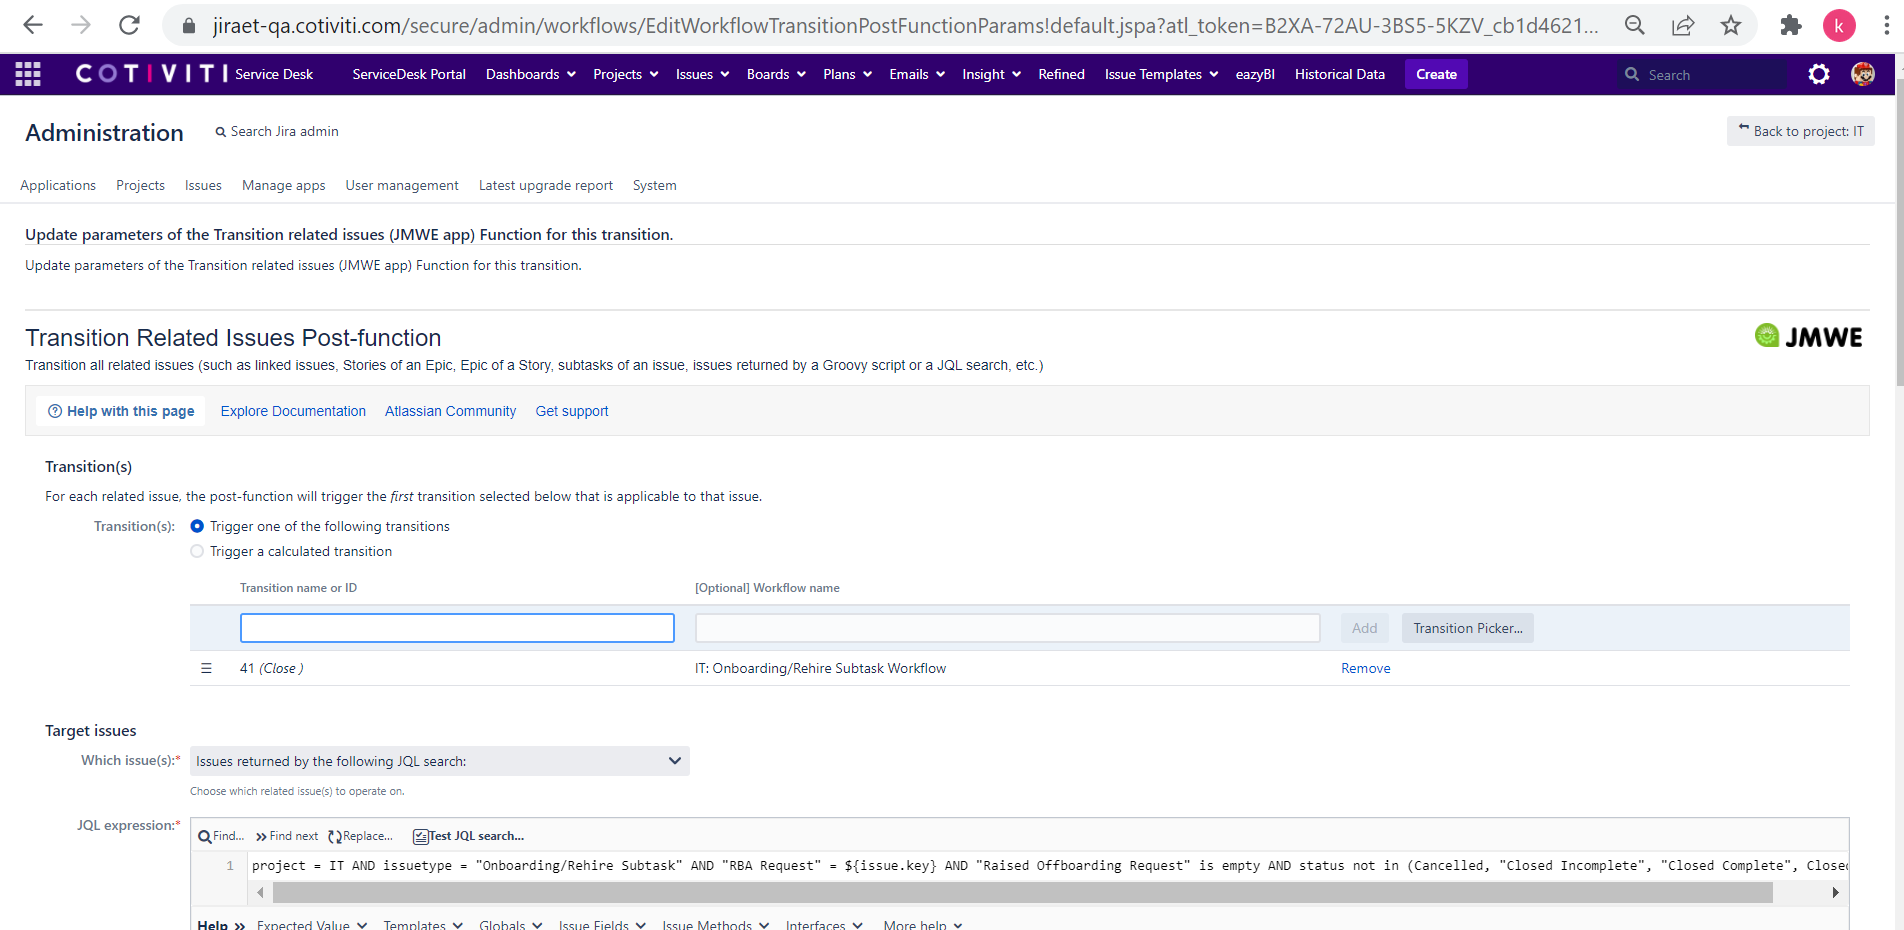 jiraet-qa.cotiviti.com/secure/admin/workflows/EditWorkflowTransitionPostFunctionParams!default.jspa?atl_token=B2XA-72AU-3BS5-5KZV_cb1d4621... k
COTIVITI Service Desk ServiceDesk Portal Dashboards Projects Issues Boards Plans Emails Insight Refined Issue Templates eazyBI Historical Data Create Search
Administration Search Jira admin Back to project: IT
Applications Projects Issues Manage apps User management Latest upgrade report System
Update parameters of the Transition related issues (JMWE app) Function for this transition.
Update parameters of the Transition related issues (JMWE app) Function for this transition.
Transition Related Issues Post-function JMWE
Transition all related issues (such as linked issues, Stories of an Epic, Epic of a Story, subtasks of an issue, issues returned by a Groovy script or a JQL search, etc.)
Help with this page Explore Documentation Atlassian Community Get support
Transition(s)
For each related issue, the post-function will trigger the first transition selected below that is applicable to that issue.
Transition(s): Trigger one of the following transitions
Trigger a calculated transition
Transition name or ID [Optional] Workflow name
Add Transition Picker...
41 (Close ) IT: Onboarding/Rehire Subtask Workflow Remove
Target issues
Which issue(s):* Issues returned by the following JQL search:
Choose which related issue(s) to operate on.
JQL expression:* Find... Find next Replace... Test JQL search...
1 project = IT AND issuetype = "Onboarding/Rehire Subtask" AND "RBA Request" = ${issue.key} AND "Raised Offboarding Request" is empty AND status not in (Cancelled, "Closed Incomplete", "Closed Complete", Closed
Help Expected Value Templates Globals Issue Fields Issue Methods Interfaces More help